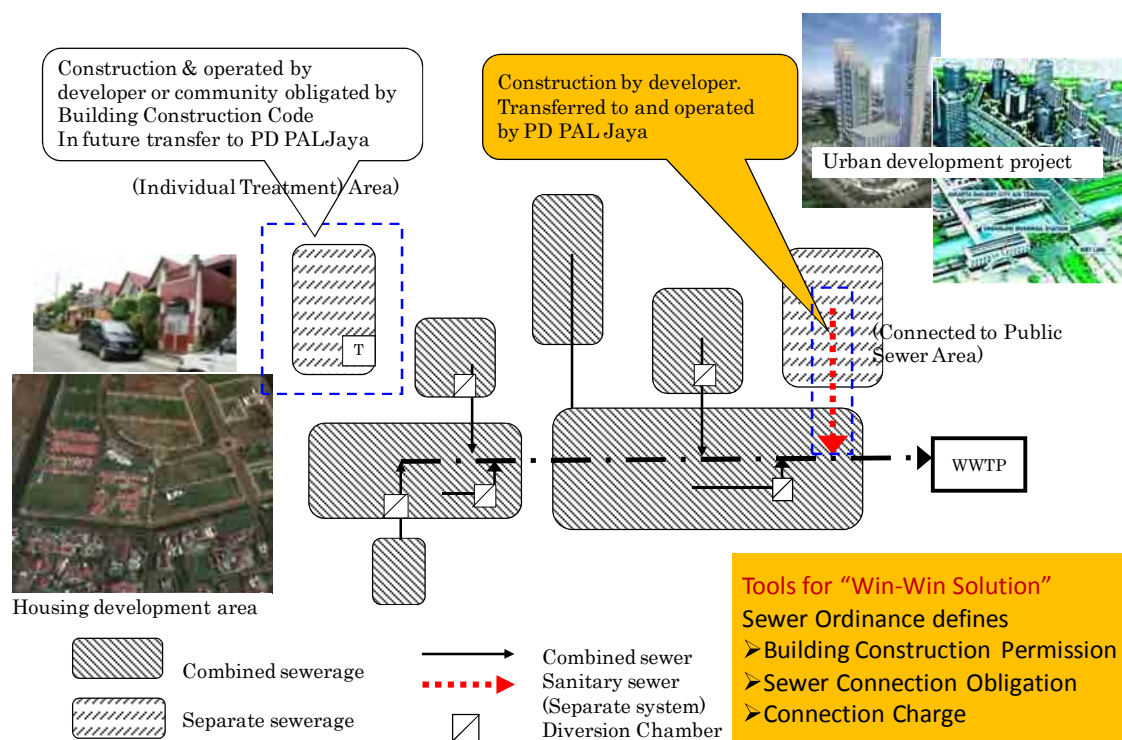 Construction & operated by
developer or community obligated by
Building Construction Code
In future transfer to PD PALJaya
Construction by developer.
Transferred to and operated
by PD PAL Jaya
Urban development project
(Individual Treatment) Area)
T
(Connected to Public
Sewer Area)
WWTP
Housing development area
Combined sewerage
Separate sewerage
Combined sewer
Sanitary sewer
(Separate system)
Diversion Chamber
Tools for “Win-Win Solution”
Sewer Ordinance defines
➢Building Construction Permission
➢Sewer Connection Obligation
➢Connection Charge